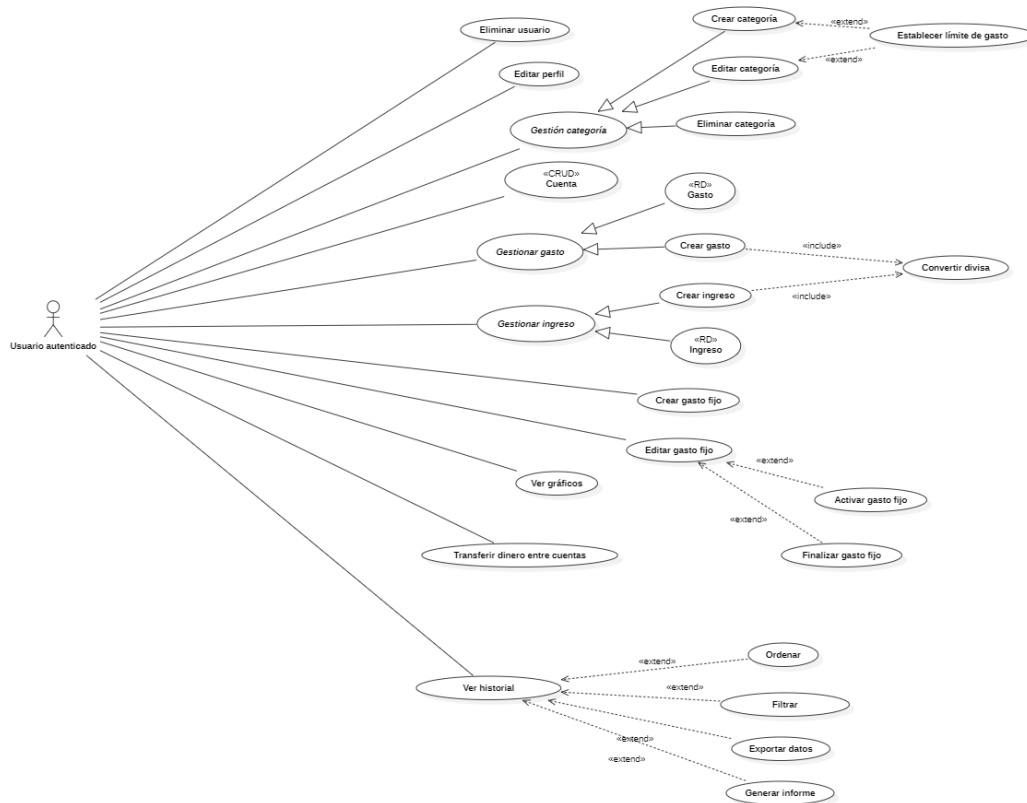 Crear categoría
«extend»
Establecer límite de gasto
Eliminar usuario
«extend»
Editar perfil
Editar categoría
Gestión categoría
Eliminar categoría
«CRUD»
Cuenta
«RD»
Gasto
Gestionar gasto
Crear gasto
«include»
Convertir divisa
Crear ingreso
«include»
Gestionar ingreso
Usuario autenticado
«RD»
Ingreso
Crear gasto fijo
Editar gasto fijo
«extend»
Ver gráficos
Activar gasto fijo
«extend»
Transferir dinero entre cuentas
Finalizar gasto fijo
Ordenar
«extend»
Ver historial
«extend»
Filtrar
«extend»
Exportar datos
«extend»
Generar informe